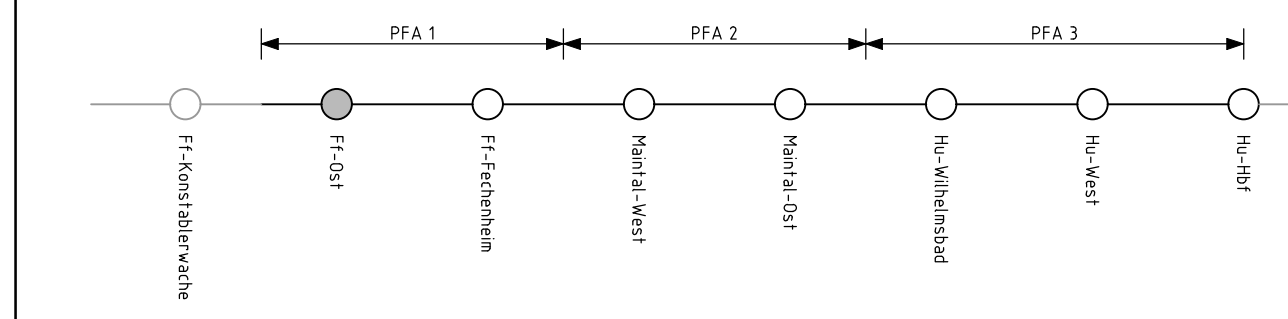 PFA 1
PFA 2
PFA 3
Ff-Konstablerwache
Ff-Ost
Ff-Fechenheim
Maintal-West
Maintal-Ost
Hu-Wilhelmsbad
Hu-West
Hu-Hbf